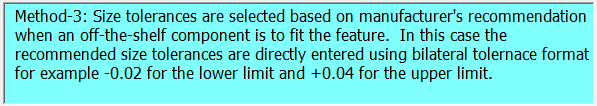 Method-3: Size tolerances are selected based on manufacturer's recommendation
when an off-the-shelf component is to fit the feature.  In this case the
recommended size tolerances are directly entered using bilateral tolernace format
for example -0.02 for the lower limit and +0.04 for the upper limit.